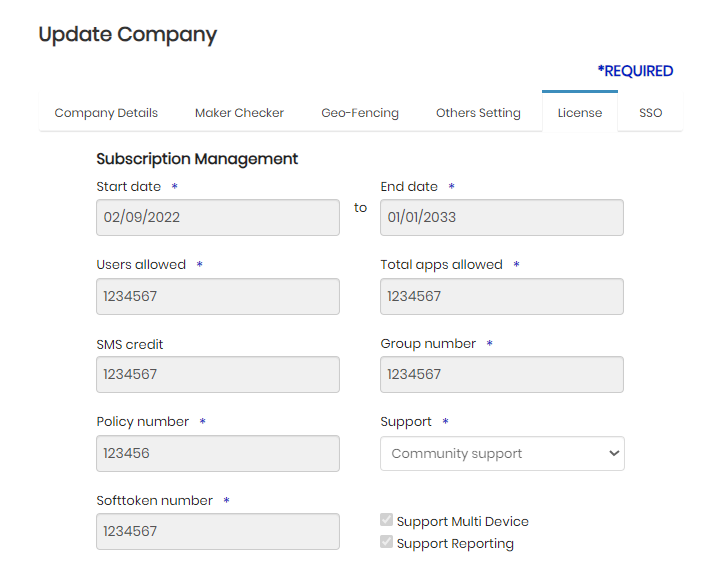 Update Company
*REQUIRED
Company Details Maker Checker Geo-Fencing Others Setting License SSO
Subscription Management
Start date * End date *
02/09/2022 to 01/01/2033
Users allowed * Total apps allowed *
1234567 1234567
SMS credit Group number *
1234567 1234567
Policy number * Support *
123456 Community support
Softtoken number *
1234567 Support Multi Device
Support Reporting